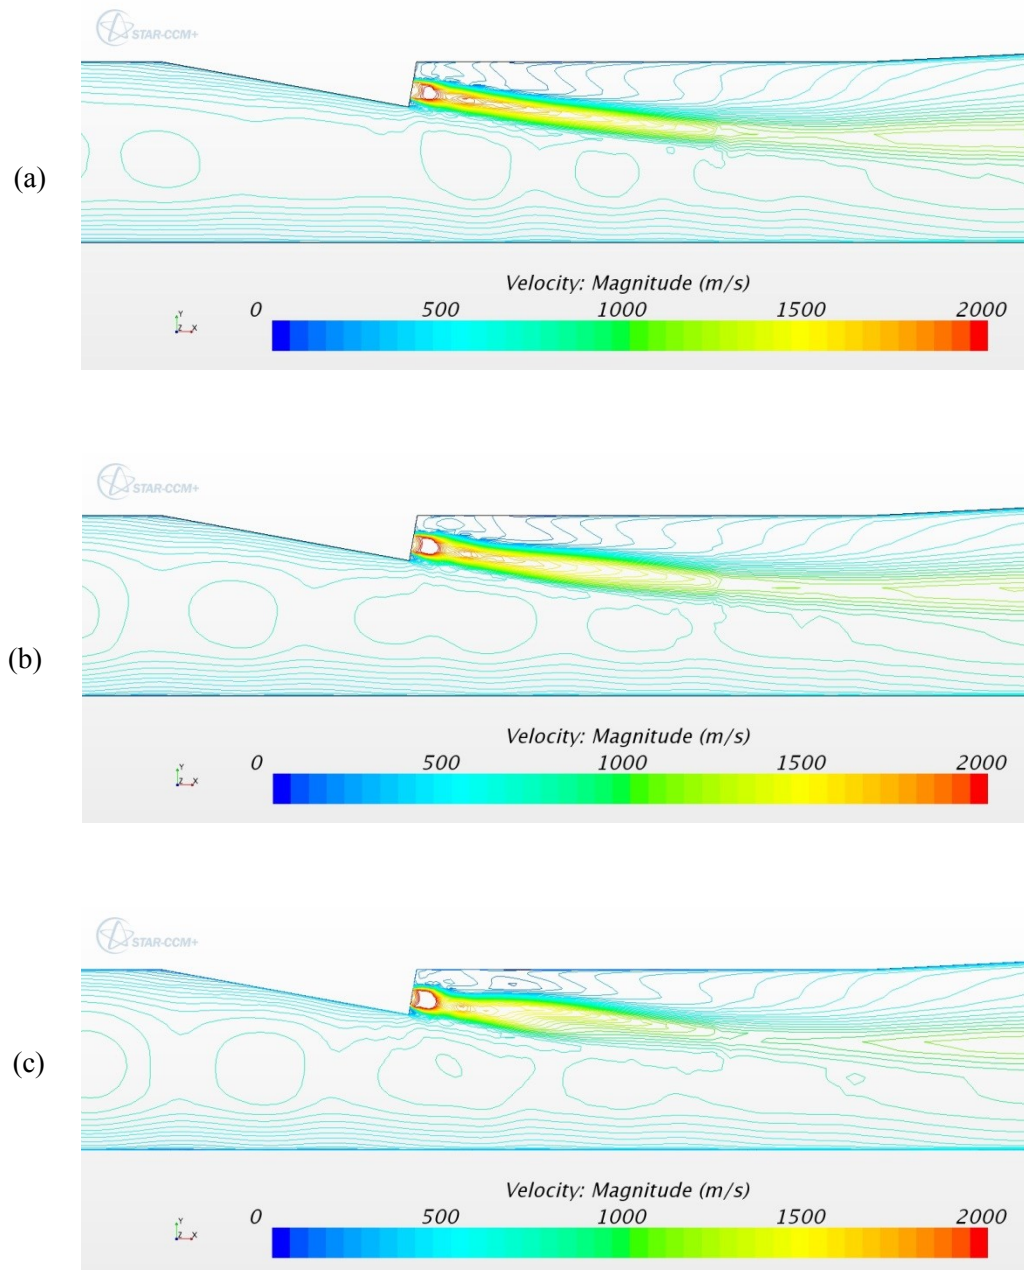 STAR-CCM+
(a)
Velocity: Magnitude (m/s)
0 500 1000 1500 2000
Y
Z X
STAR-CCM+
(b)
Velocity: Magnitude (m/s)
0 500 1000 1500 2000
Y
Z X
STAR-CCM+
(c)
Velocity: Magnitude (m/s)
0 500 1000 1500 2000
Y
Z X